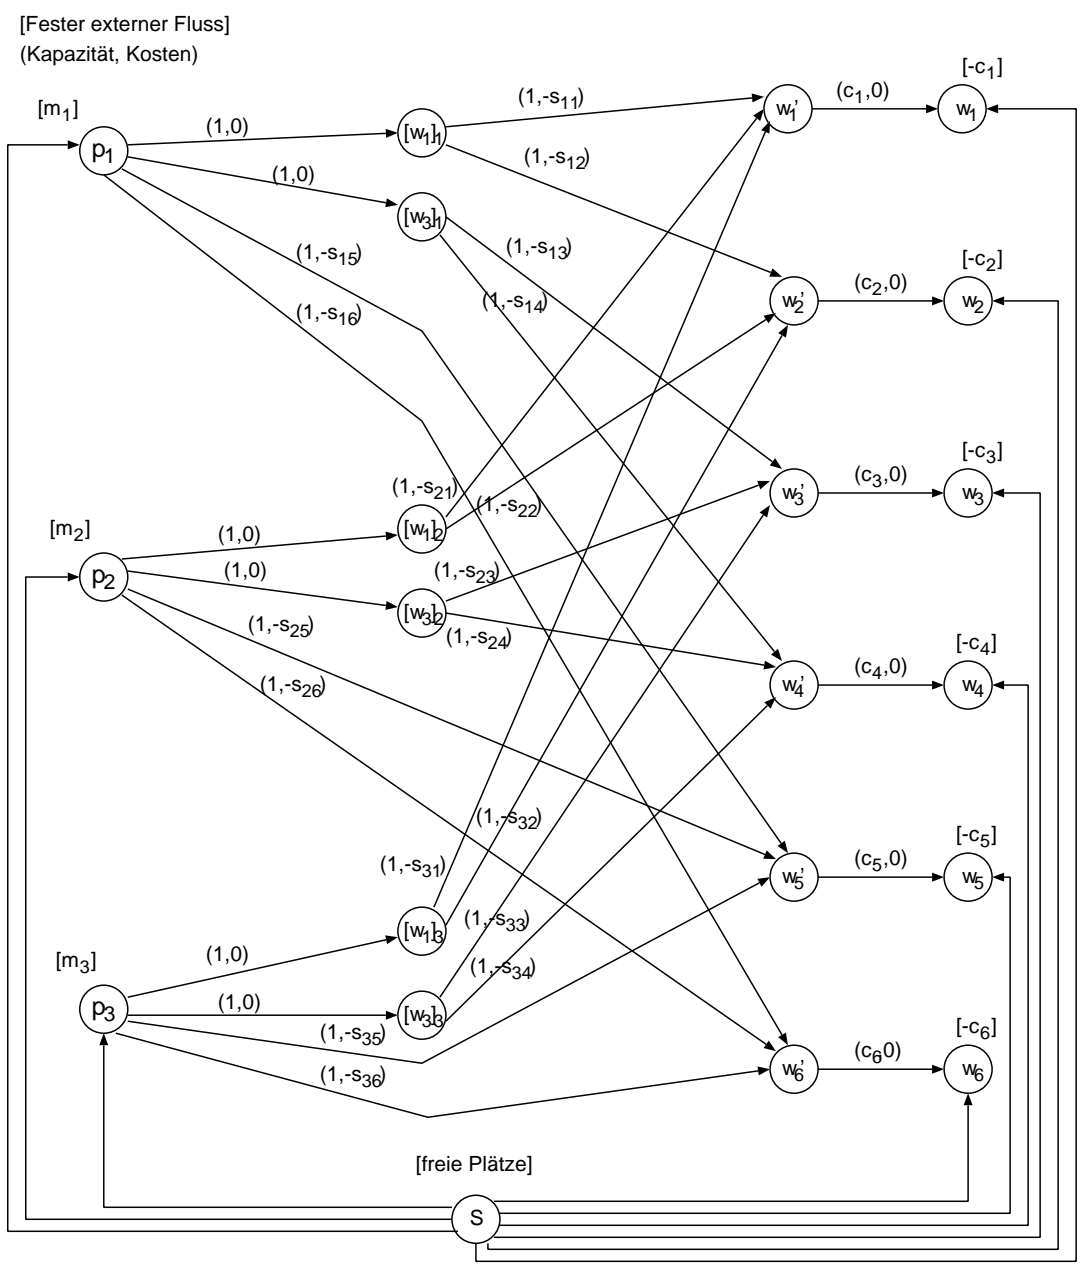 [Fester externer Fluss]
(Kapazität, Kosten)
[-c1]
[m1]
(1,0)
(1,-s11)
(c1,0)
p1
[w1]1
w1'
w1
(1,-s12)
(1,0)
[w3]1
(1,-s13)
(1,-s15)
(1,-s14)
(1,-s16)
[-c2]
(c2,0)
w2'
w2
[-c3]
(c3,0)
w3'
w3
(1,-s21)
(1,-s22)
[m2]
(1,0)
[w1]2
p2
(1,0)
(1,-s23)
[w3]2
(1,-s25)
(1,-s24)
(1,-s26)
[-c4]
(c4,0)
w4'
w4
(1,-s32)
[-c5]
(c5,0)
w5'
w5
(1,-s31)
(1,-s33)
[w1]3
(1,0)
[m3]
(1,-s34)
p3
(1,0)
[w3]3
(1,-s35)
(1,-s36)
[-c6]
(c60)
w6'
w6
[freie Plätze]
S